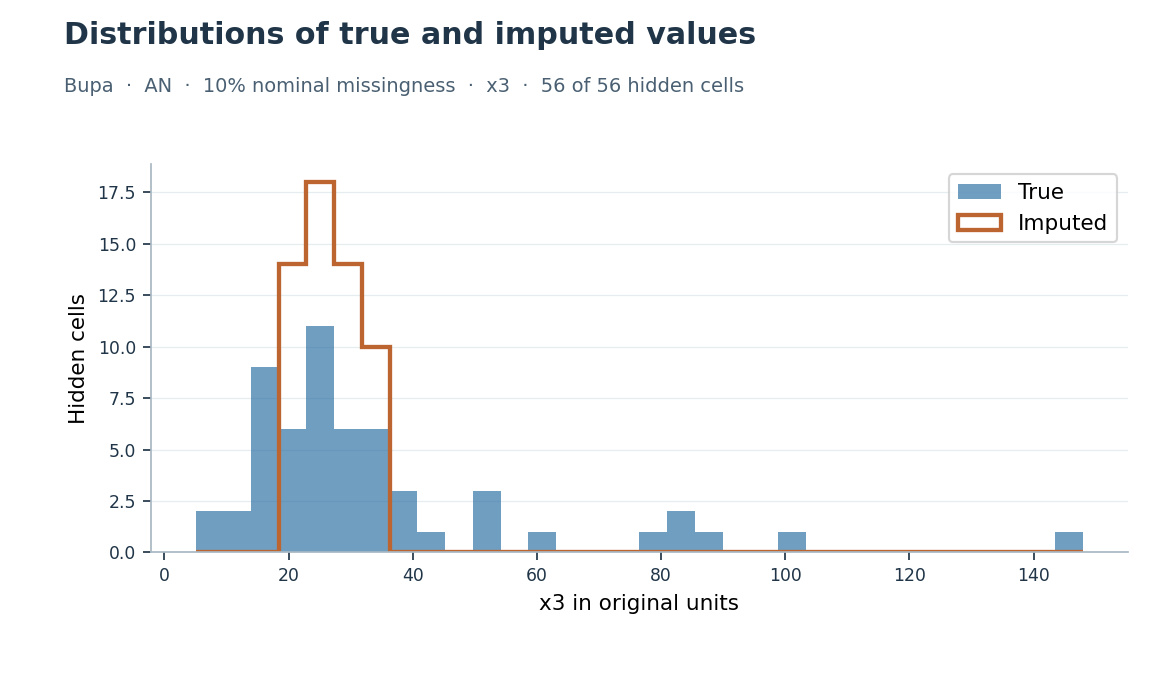 Distributions of true and imputed values
Bupa · AN · 10% nominal missingness · x3 · 56 of 56 hidden cells
True
Imputed
Hidden cells
17.5
15.0
12.5
10.0
7.5
5.0
2.5
0.0
0 20 40 60 80 100 120 140
x3 in original units